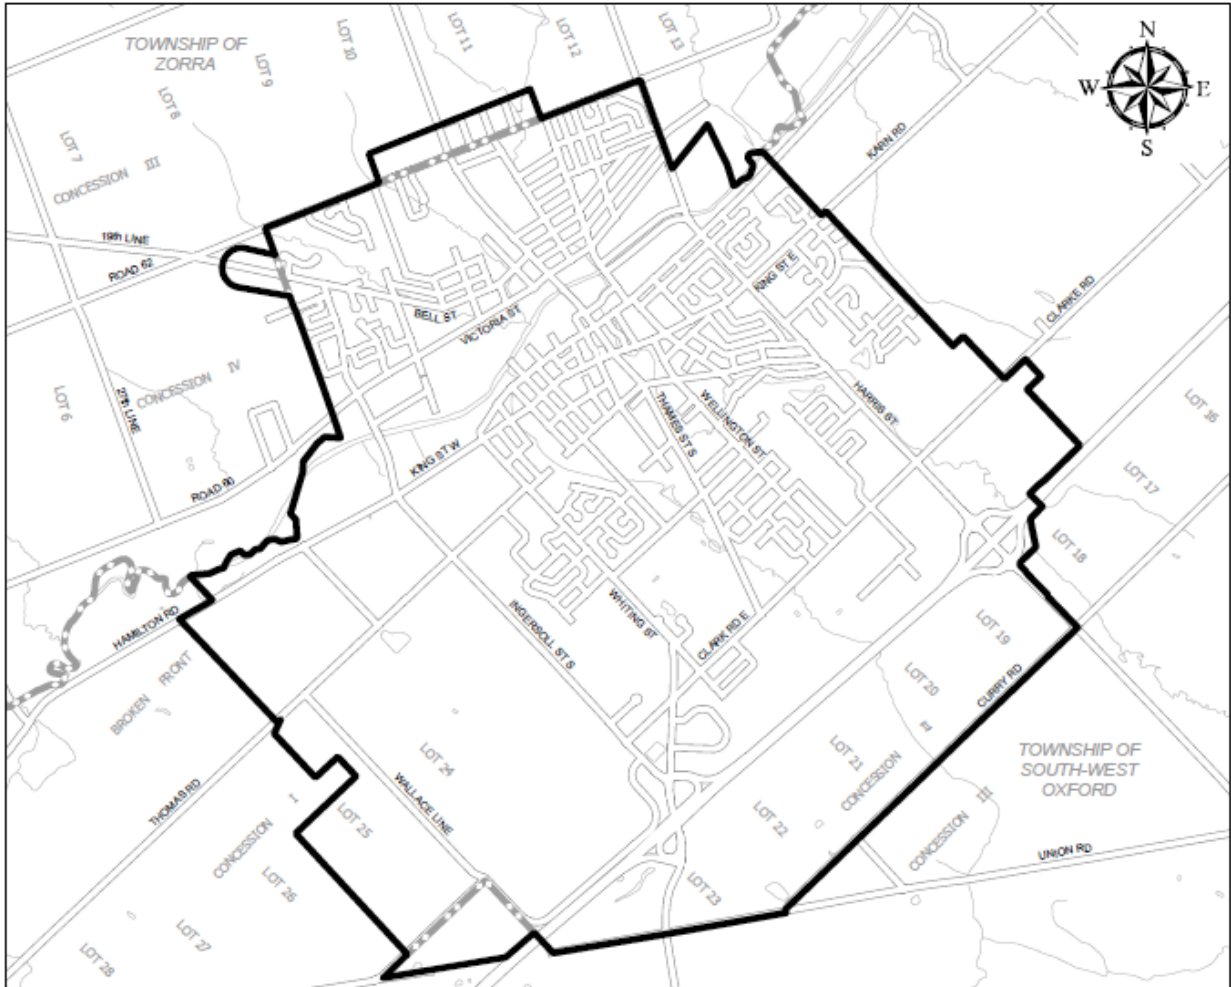 TOWNSHIP OF
ZORRA
LOT 10
LOT 11
LOT 12
LOT 13
LOT 9
LOT 8
LOT 7
CONCESSION III
N
W
E
S
KARN RD
19th LINE
ROAD 62
BELL ST
VICTORIA ST
KING ST E
CLARKE RD
CONCESSION IV
LOT 6
27th LINE
ROAD 60
KING ST W
THAMES ST S
WELLINGTON ST
HARRIS ST
LOT 16
LOT 17
LOT 18
HAMILTON RD
BROKEN FRONT
INGERSOLL ST S
WHITING ST
CLARK RD E
LOT 19
LOT 20
CURRY RD
LOT 24
LOT 21
CONCESSION II
TOWNSHIP OF
SOUTH-WEST
OXFORD
THOMAS RD
WALLACE LINE
LOT 25
CONCESSION I
LOT 22
CONCESSION III
UNION RD
LOT 26
LOT 23
LOT 27
LOT 28